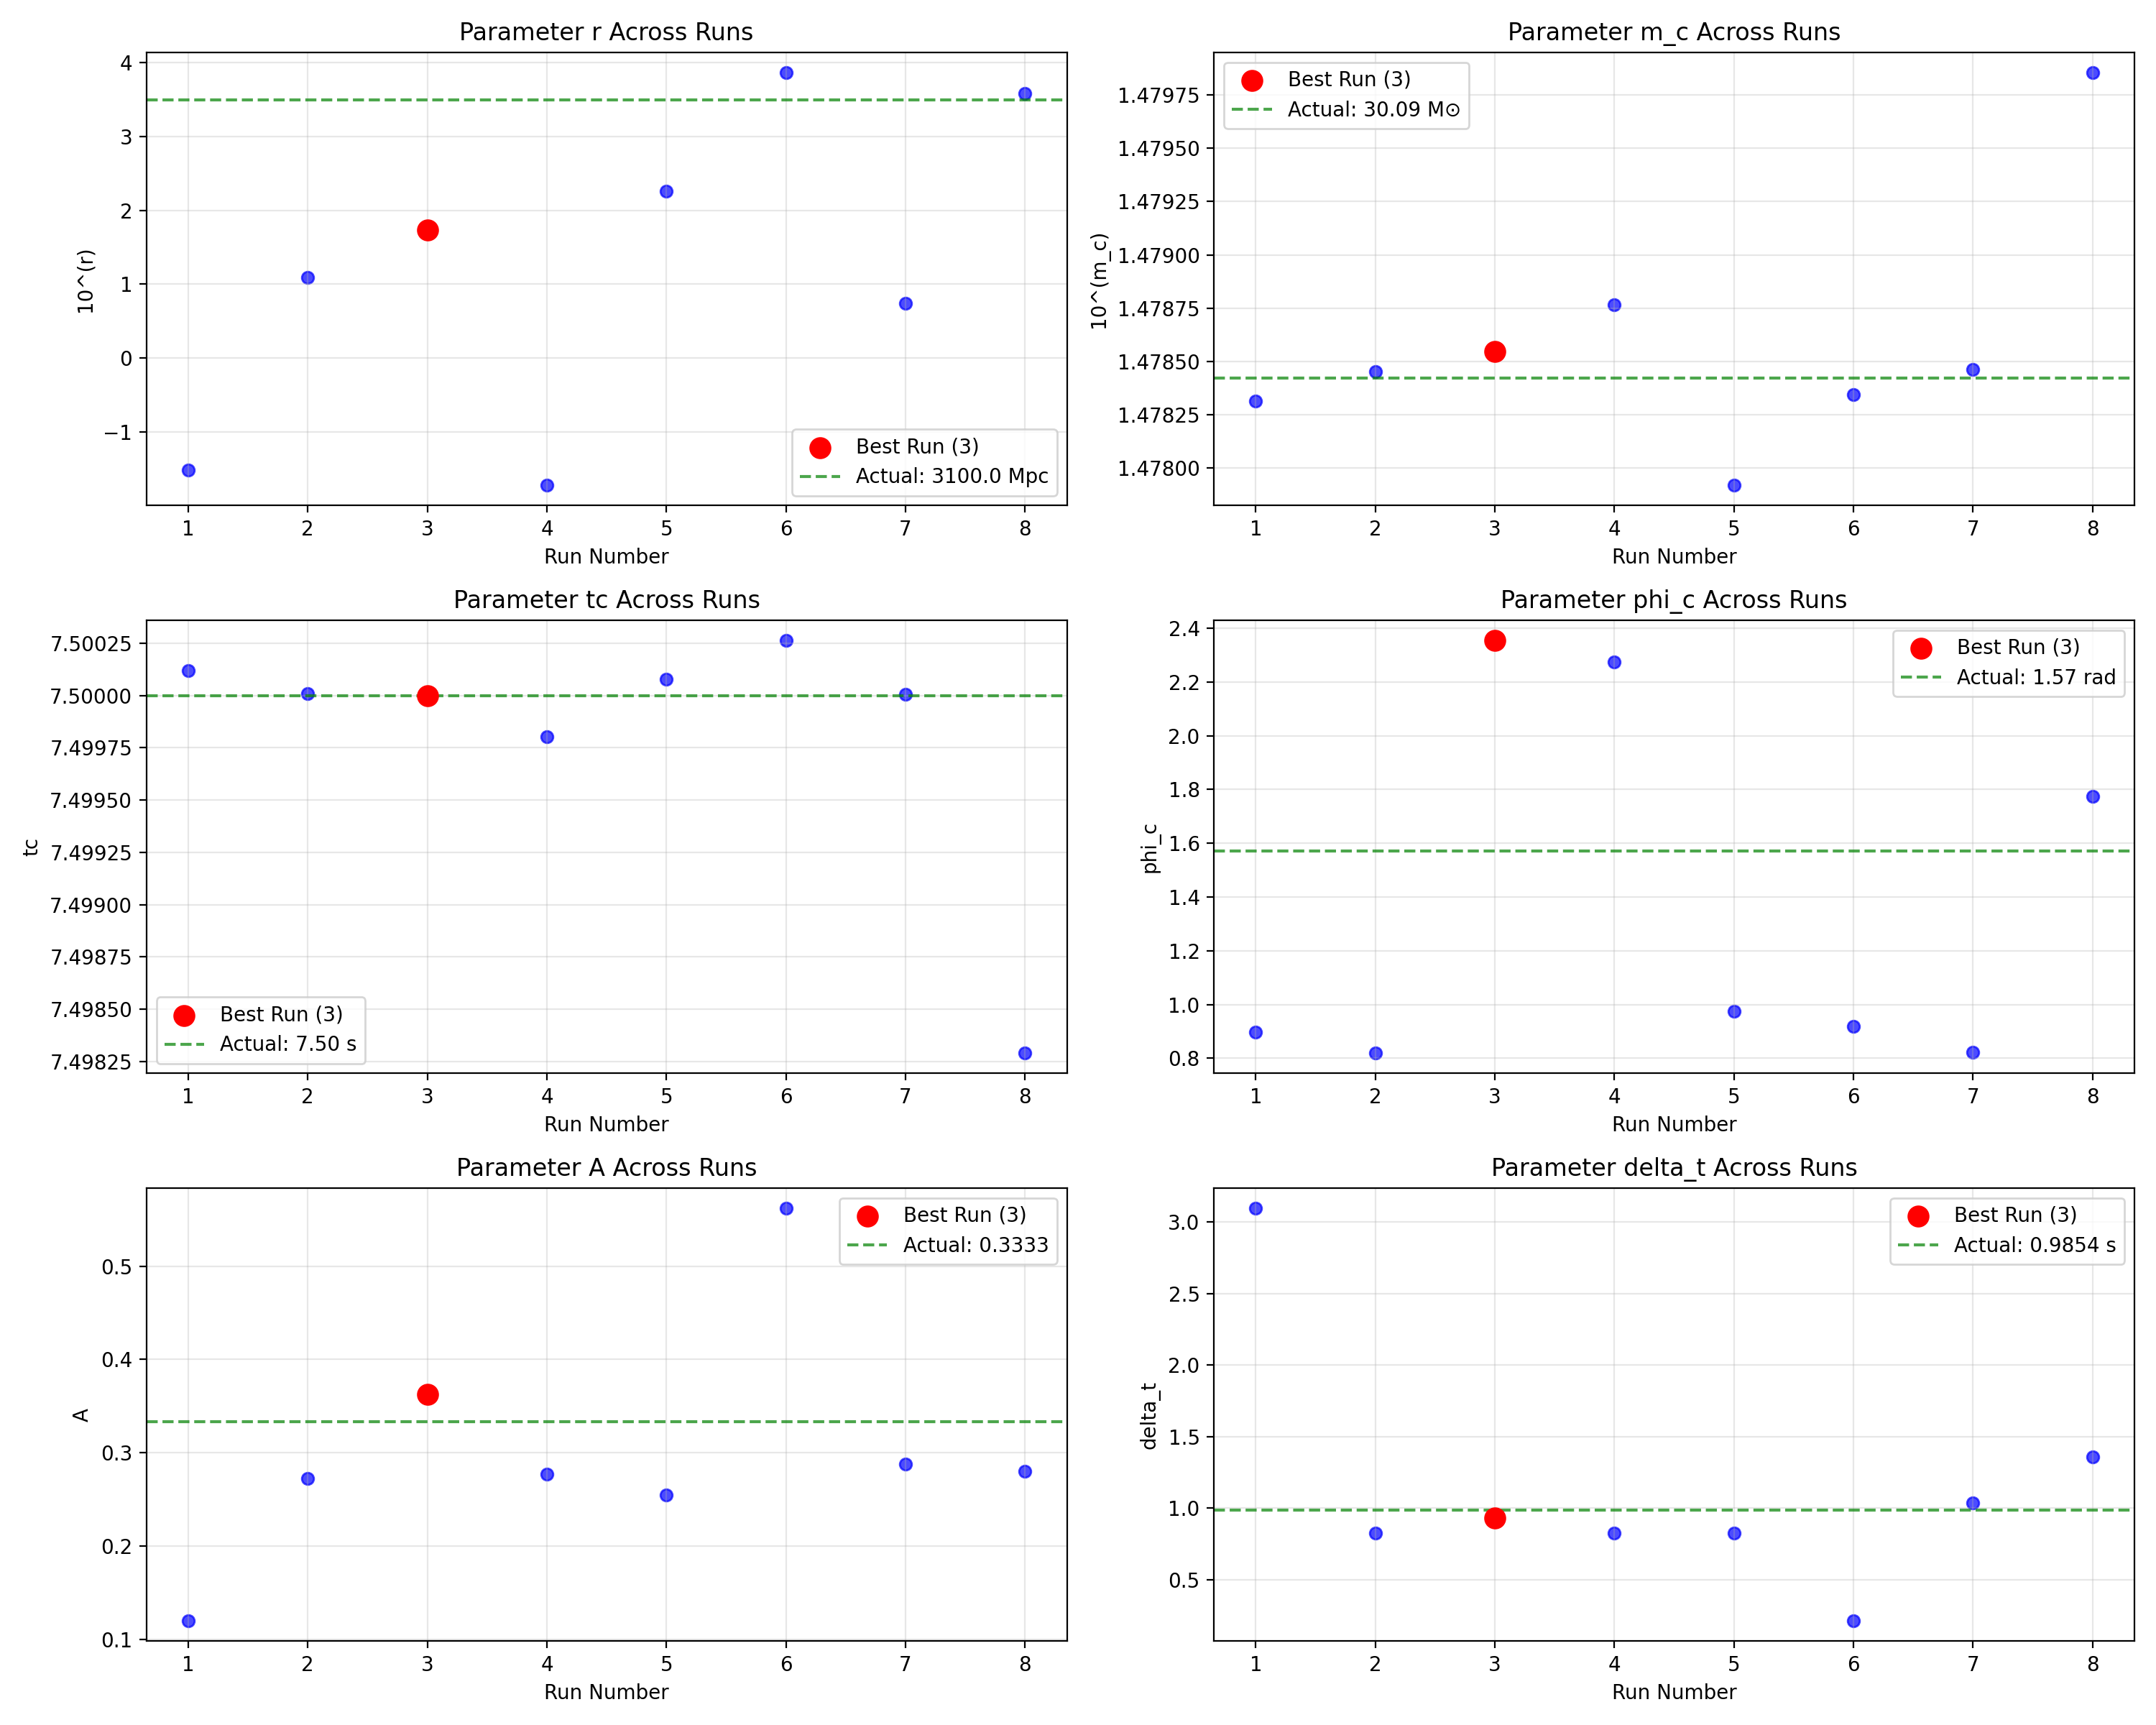 Parameter r Across Runs
4
3
2
1
0
−1
10^(r)
1 2 3 4 5 6 7 8
Run Number
Best Run (3)
Actual: 3100.0 Mpc
Parameter m_c Across Runs
1.47975
1.47950
1.47925
1.47900
1.47875
1.47850
1.47825
1.47800
10^(m_c)
1 2 3 4 5 6 7 8
Run Number
Best Run (3)
Actual: 30.09 M⊙
Parameter tc Across Runs
7.50025
7.50000
7.49975
7.49950
7.49925
7.49900
7.49875
7.49850
7.49825
tc
1 2 3 4 5 6 7 8
Run Number
Best Run (3)
Actual: 7.50 s
Parameter phi_c Across Runs
2.4
2.2
2.0
1.8
1.6
1.4
1.2
1.0
0.8
phi_c
1 2 3 4 5 6 7 8
Run Number
Best Run (3)
Actual: 1.57 rad
Parameter A Across Runs
0.5
0.4
0.3
0.2
0.1
A
1 2 3 4 5 6 7 8
Run Number
Best Run (3)
Actual: 0.3333
Parameter delta_t Across Runs
3.0
2.5
2.0
1.5
1.0
0.5
delta_t
1 2 3 4 5 6 7 8
Run Number
Best Run (3)
Actual: 0.9854 s